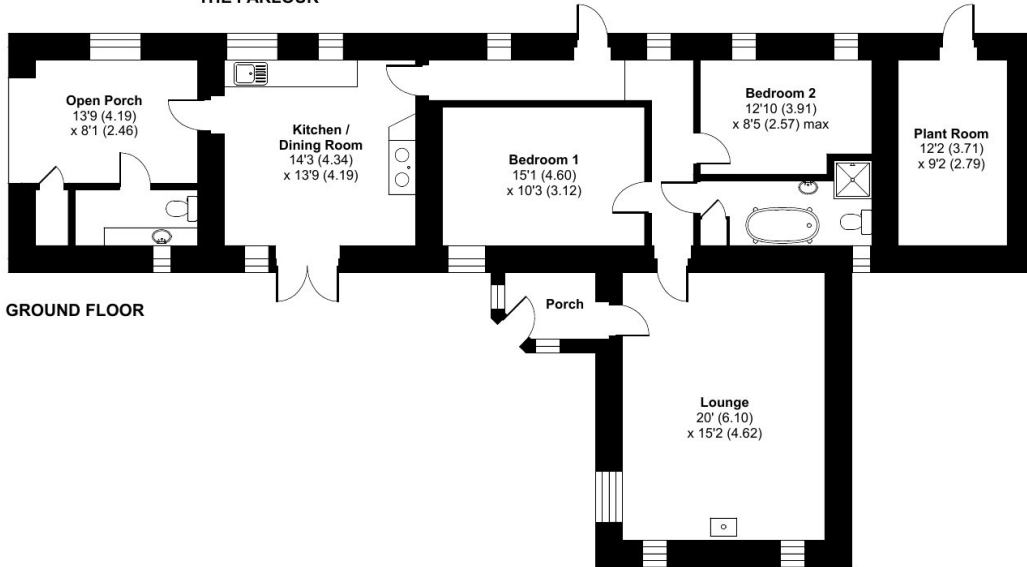 THE PARLOUR
Open Porch
13'9 (4.19)
x 8'1 (2.46)
Kitchen /
Dining Room
14'3 (4.34)
x 13'9 (4.19)
Bedroom 1
15'1 (4.60)
x 10'3 (3.12)
Bedroom 2
12'10 (3.91)
x 8'5 (2.57) max
Plant Room
12'2 (3.71)
x 9'2 (2.79)
GROUND FLOOR
Porch
Lounge
20' (6.10)
x 15'2 (4.62)